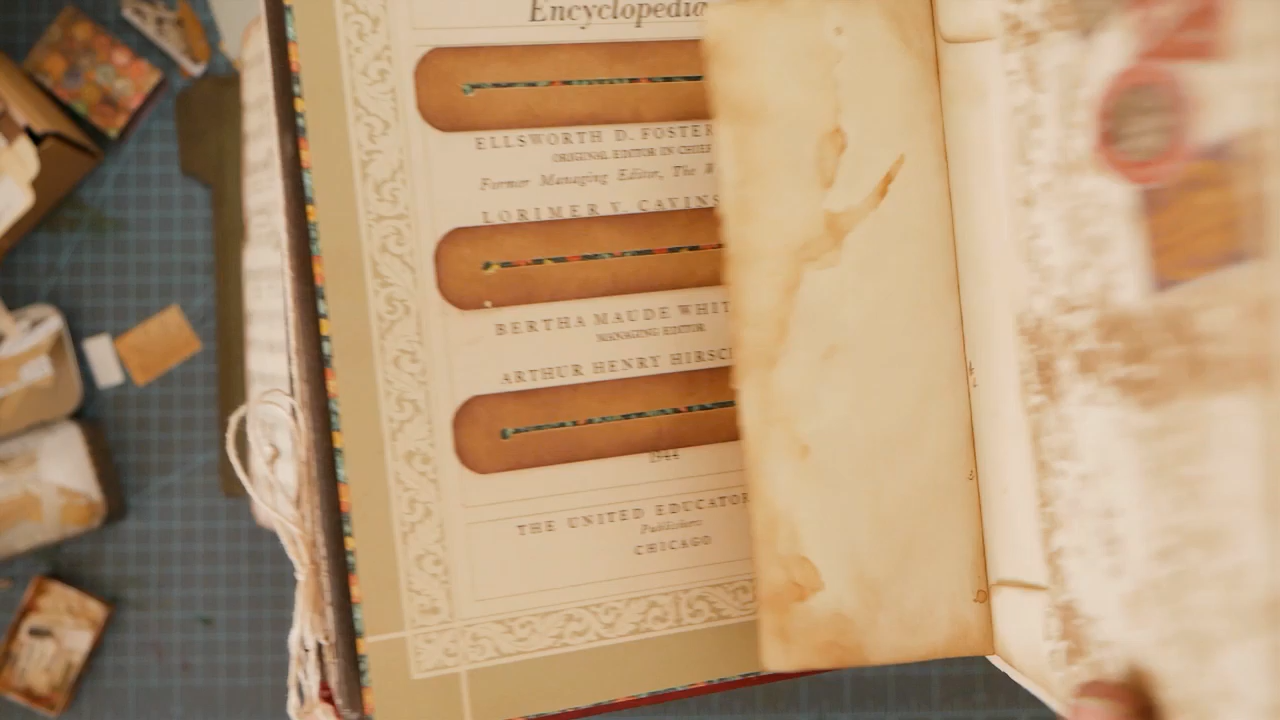 Encyclopedia
ELLSWORTH D. FOSTER
ORIGINAL EDITOR IN CHIEF
Former Managing Editor, The W
LORIMER V. CAVINS
BERTHA MAUDE WHIT
MANAGING EDITOR
ARTHUR HENRY HIRSC
1944
THE UNITED EDUCATOR
Publishers
CHICAGO